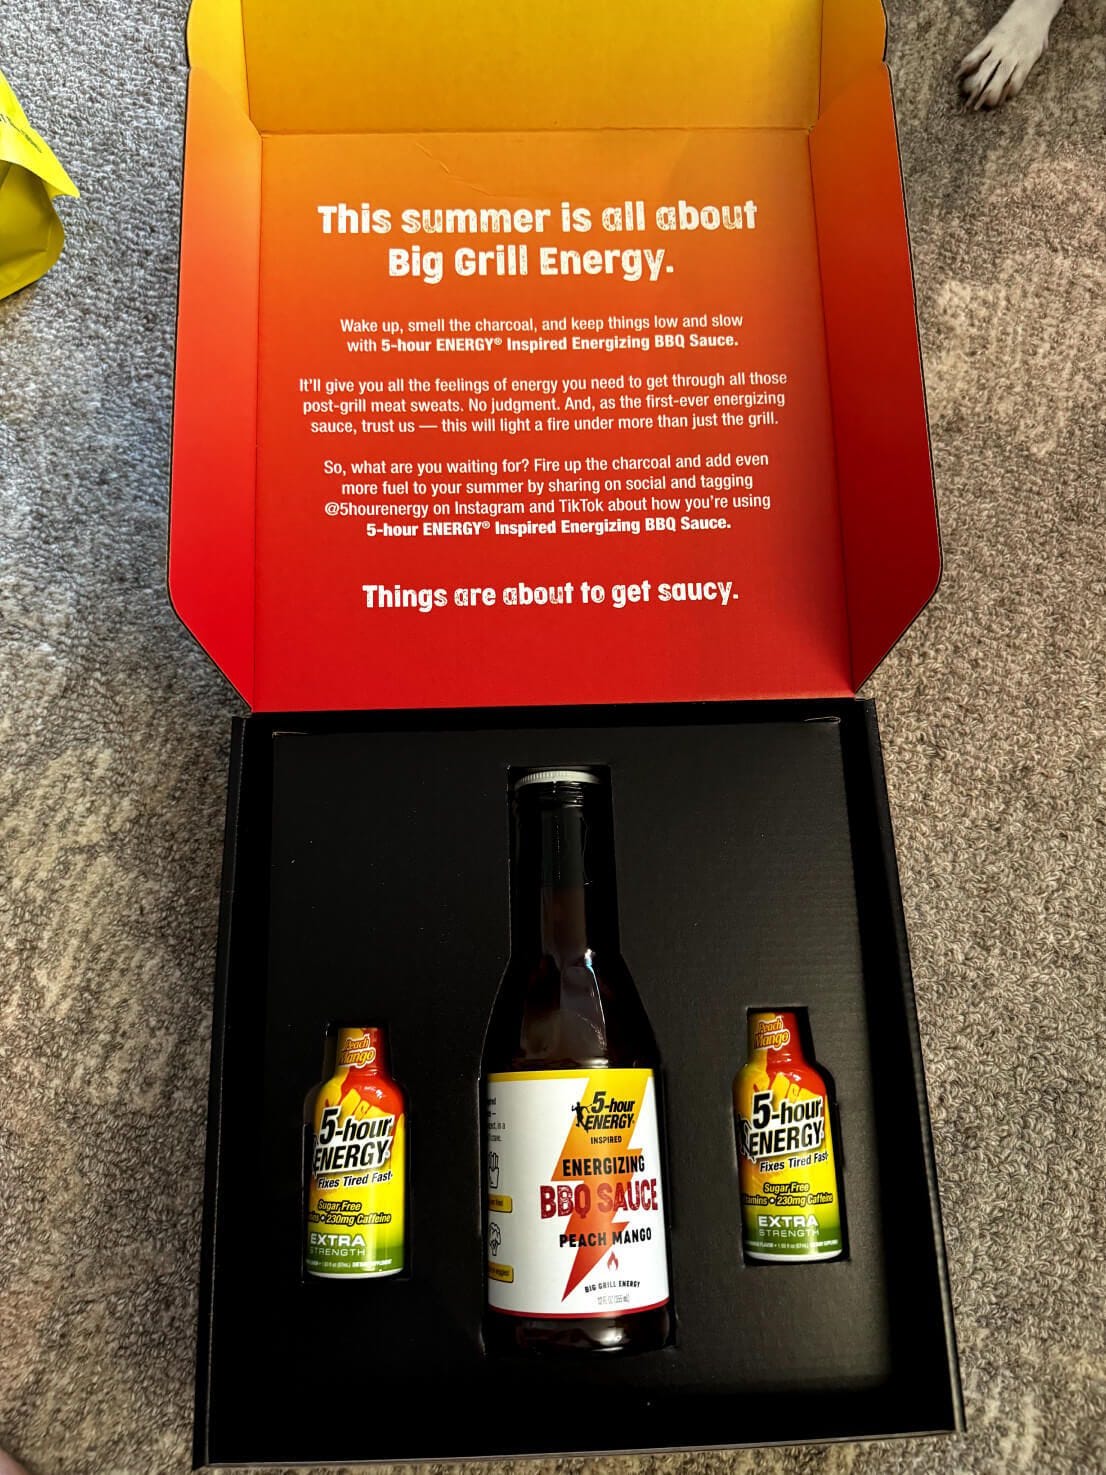 This summer is all about
Big Grill Energy.
Wake up, smell the charcoal, and keep things low and slow
with 5-hour ENERGY® Inspired Energizing BBQ Sauce.
It'll give you all the feelings of energy you need to get through all those
post-grill meat sweats. No judgment. And, as the first-ever energizing
sauce, trust us — this will light a fire under more than just the grill.
So, what are you waiting for? Fire up the charcoal and add even
more fuel to your summer by sharing on social and tagging
@5hourenergy on Instagram and TikTok about how you're using
5-hour ENERGY® Inspired Energizing BBQ Sauce.
Things are about to get saucy.
Peach
Mango
5-hour
ENERGY
Fixes Tired Fast
Sugar Free
230mg Caffeine
EXTRA
STRENGTH
5-hour
ENERGY
INSPIRED
ENERGIZING
BBQ SAUCE
PEACH MANGO
BIG GRILL ENERGY
12 FL OZ (355 mL)
Peach
Mango
5-hour
ENERGY
Fixes Tired Fast
Sugar Free
• 230mg Caffeine
EXTRA
STRENGTH